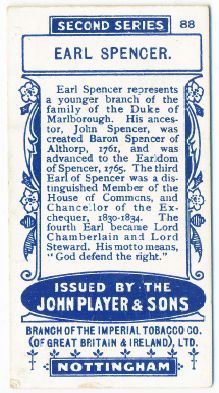 SECOND SERIES 88
EARL SPENCER.
Earl Spencer represents
a younger branch of the
family of the Duke of
Marlborough. His ances-
tor, John Spencer, was
created Baron Spencer of
Althorp, 1761, and was
advanced to the Earldom
of Spencer, 1765. The third
Earl of Spencer was a dis-
tinguished Member of the
House of Commons, and
Chancellor of the Ex-
chequer, 1830-1834. The
fourth Earl became Lord
Chamberlain and Lord
Steward. His motto means,
"God defend the right."
ISSUED BY THE
JOHN PLAYER & SONS
BRANCH OF THE IMPERIAL TOBACCO CO.
(OF GREAT BRITAIN & IRELAND), LTD.
NOTTINGHAM